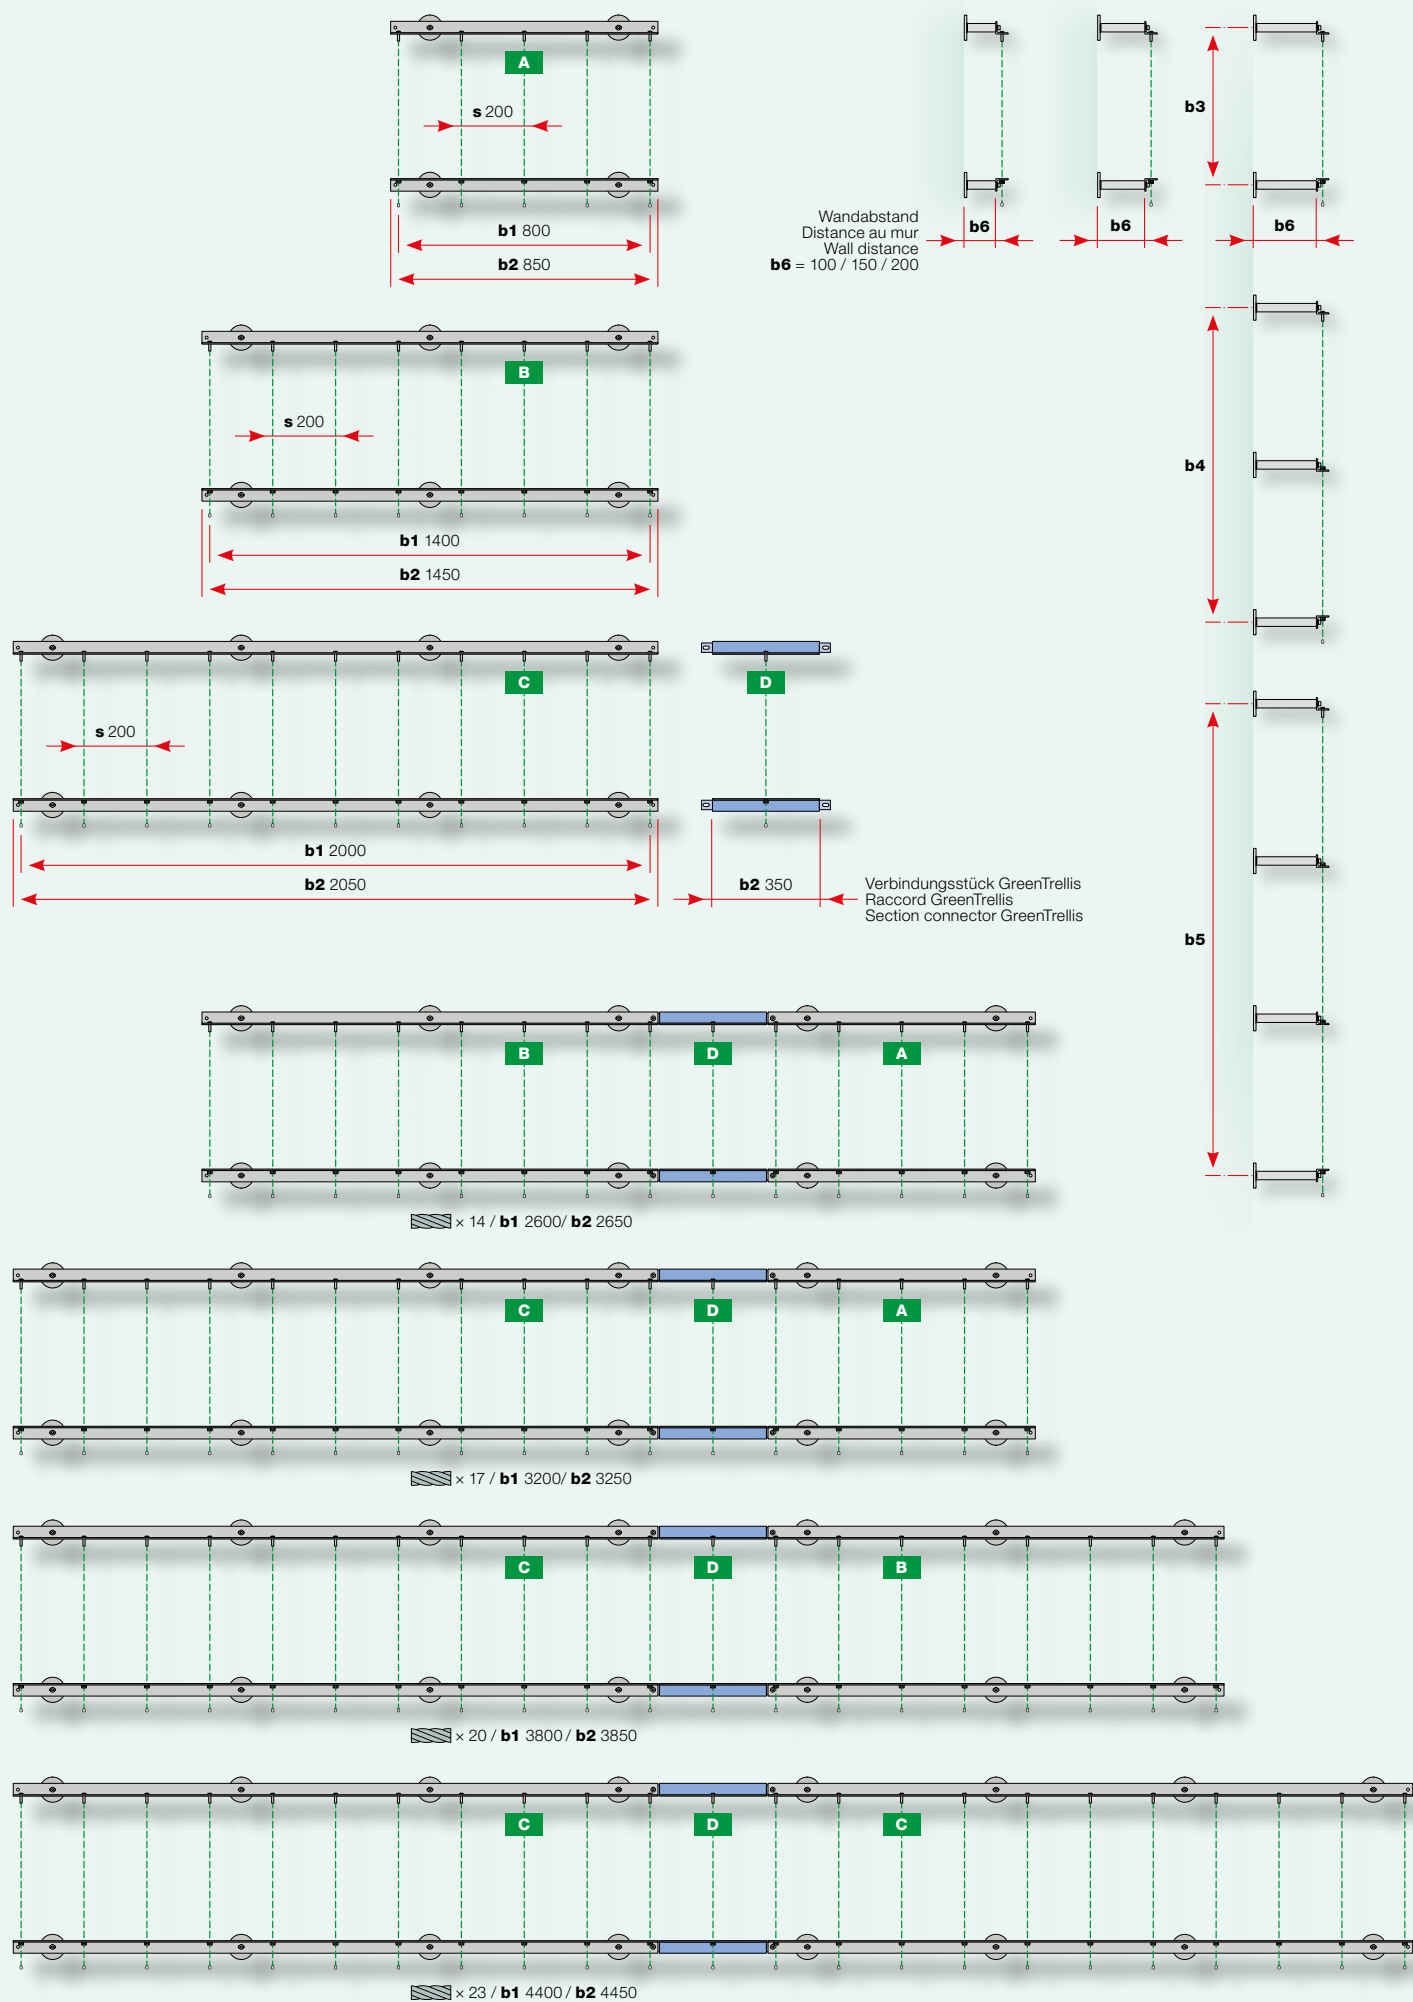 A
s 200
b1 800
b2 850
b3
Wandabstand
Distance au mur
Wall distance
b6 = 100 / 150 / 200
b6
b6
b6
B
s 200
b1 1400
b2 1450
b4
C
D
s 200
b1 2000
b2 2050
b2 350
Verbindungsstück GreenTrellis
Raccord GreenTrellis
Section connector GreenTrellis
b5
B
D
A
× 14 / b1 2600/ b2 2650
C
D
A
× 17 / b1 3200/ b2 3250
C
D
B
× 20 / b1 3800 / b2 3850
C
D
C
× 23 / b1 4400 / b2 4450